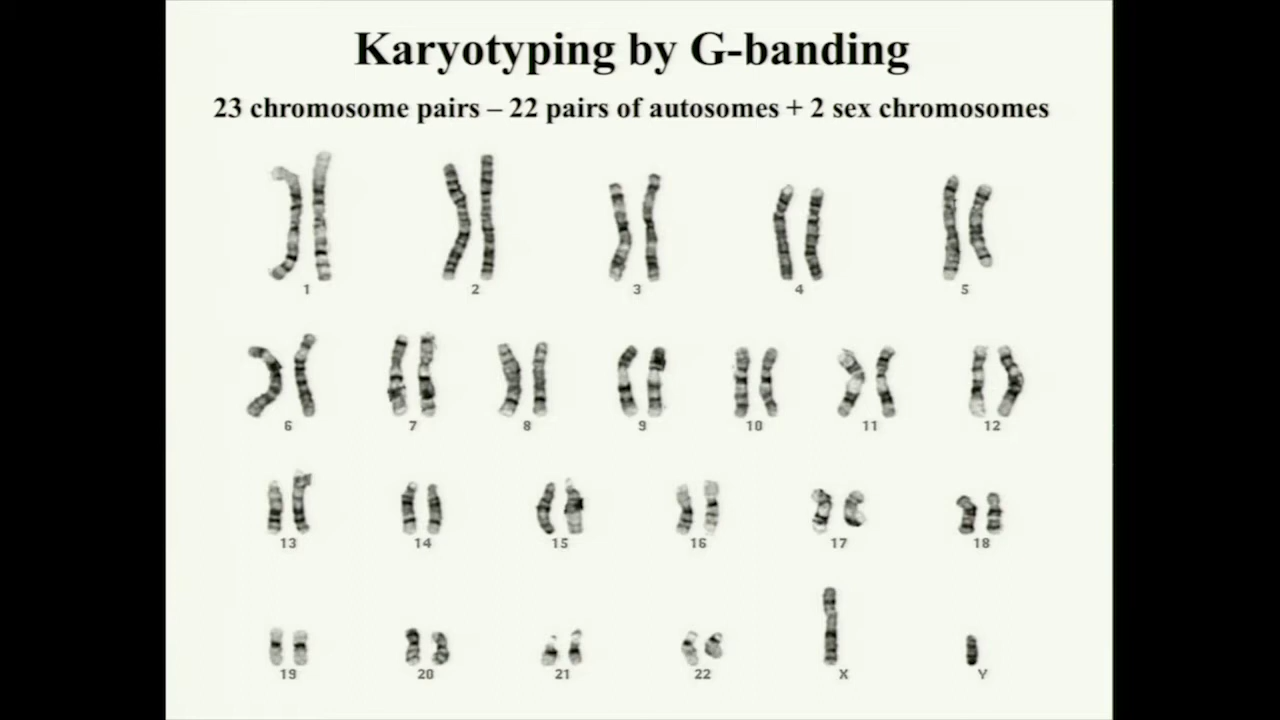 Karyotyping by G-banding
23 chromosome pairs – 22 pairs of autosomes + 2 sex chromosomes
1 2 3 4 5
6 7 8 9 10 11 12
13 14 15 16 17 18
19 20 21 22 X Y